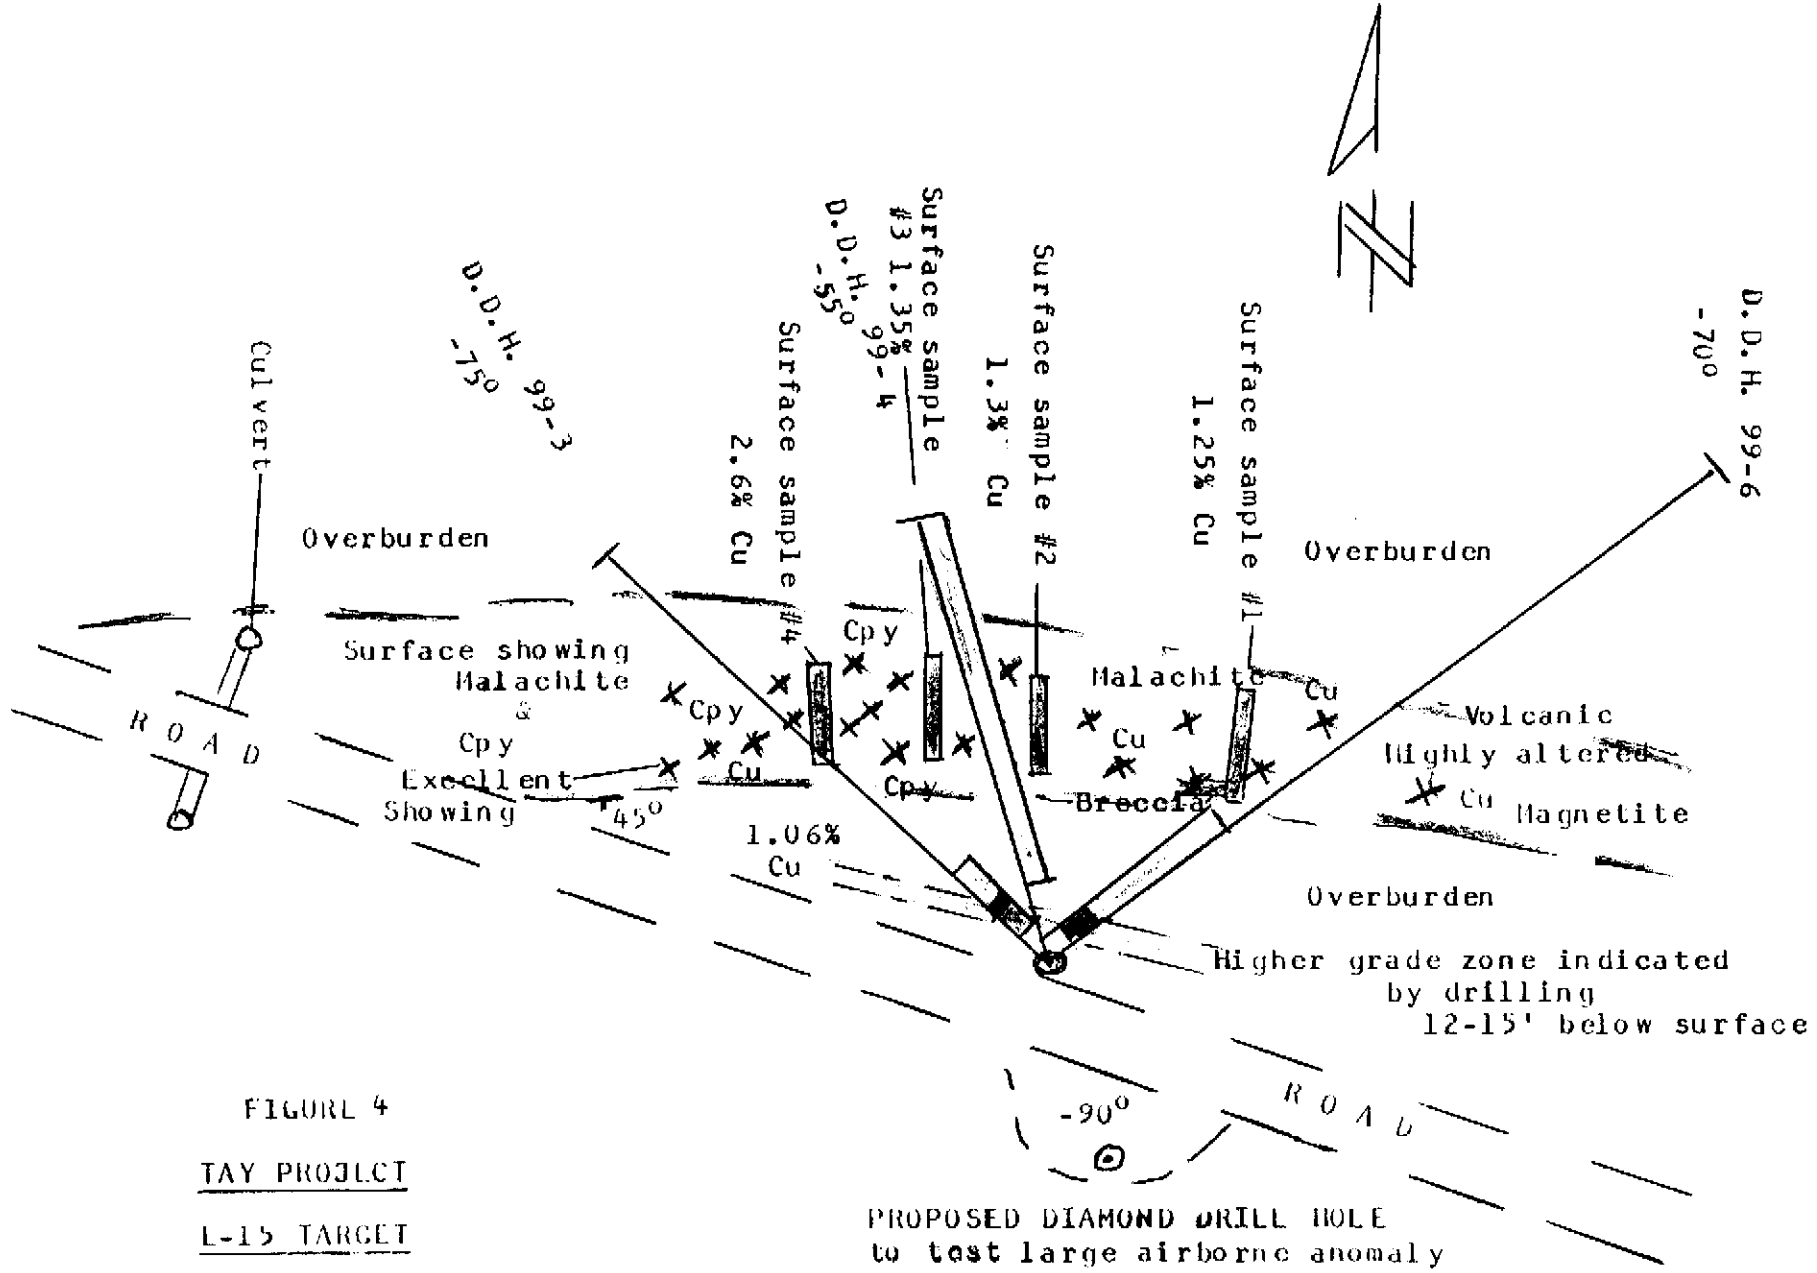 N
Culvert
D.D.H. 99-3
-75°
D.D.H. 99-4
-55°
Surface sample
#3 1.35%
Surface sample #4
2.6% Cu
Surface sample #2
1.3% Cu
Surface sample #1
1.25% Cu
D.D.H. 99-6
-70°
Overburden
Overburden
Surface showing
Malachite
&
Cpy
Excellent
Showing
Cpy
Cpy
Cu
Cpy
Malachite
Cu
Cu
Breccia
Volcanic
Highly altered
Cu
Magnetite
ROAD
45°
1.06%
Cu
Overburden
Higher grade zone indicated
by drilling
12-15' below surface
ROAD
-90°
FIGURE 4
TAY PROJECT
L-15 TARGET
PROPOSED DIAMOND DRILL HOLE
to test large airborne anomaly